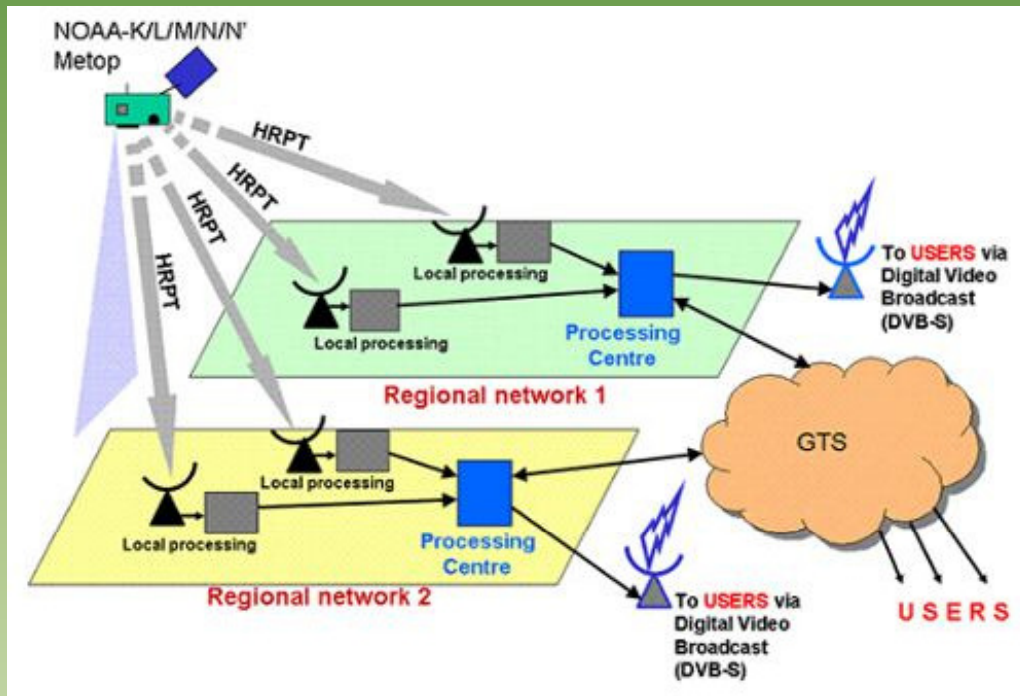 NOAA-K/L/M/N/N'
Metop
HRPT
HRPT
HRPT
HRPT
Local processing
Local processing
Processing
Centre
Regional network 1
To USERS via
Digital Video
Broadcast
(DVB-S)
GTS
Local processing
Local processing
Processing
Centre
Regional network 2
To USERS via
Digital Video
Broadcast
(DVB-S)
U S E R S